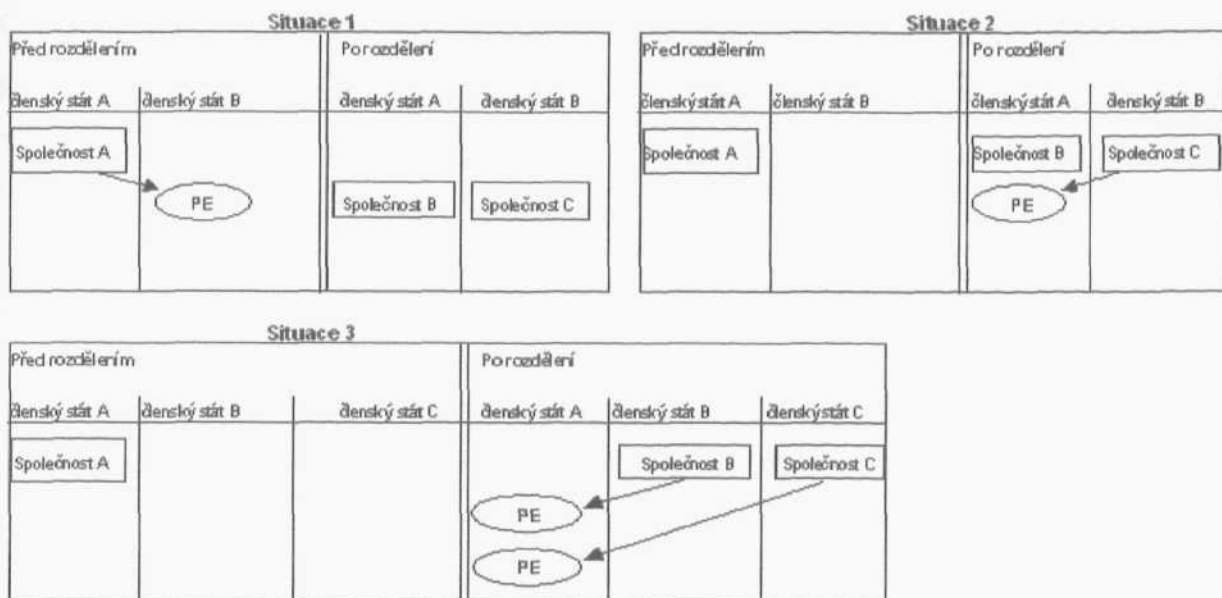 Situace 1
Před rozdělením
Po rozdělení
členský stát A
členský stát B
členský stát A
členský stát B
Společnost A
PE
Společnost B
Společnost C
Situace 2
Před rozdělením
Po rozdělení
členský stát A
členský stát B
členský stát A
členský stát B
Společnost A
Společnost B
Společnost C
PE
Situace 3
Před rozdělením
Po rozdělení
členský stát A
členský stát B
členský stát C
členský stát A
členský stát B
členský stát C
Společnost A
Společnost B
Společnost C
PE
PE